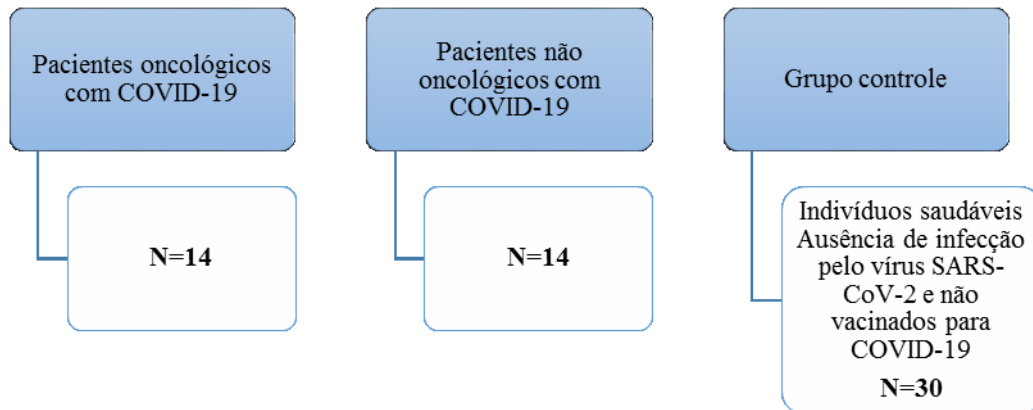 Pacientes oncológicos
com COVID-19
N=14
Pacientes não
oncológicos com
COVID-19
N=14
Grupo controle
Indivíduos saudáveis
Ausência de infecção
pelo vírus SARS-
CoV-2 e não
vacinados para
COVID-19
N=30